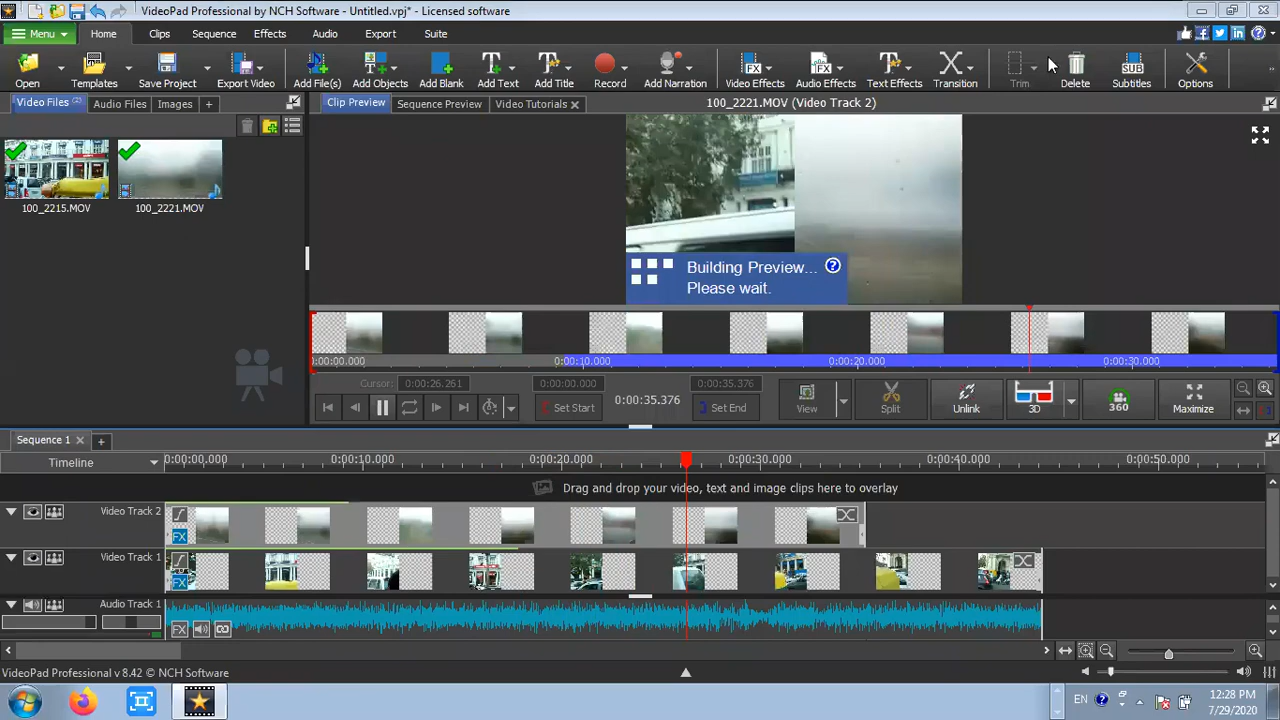 VideoPad Professional by NCH Software - Untitled.vpj* - Licensed software
Menu Home Clips Sequence Effects Audio Export Suite
Open Templates Save Project Export Video Add File(s) Add Objects Add Blank Add Text Add Title Record Add Narration Video Effects Audio Effects Text Effects Transition Trim Delete Subtitles Options
Video Files Audio Files Images + Clip Preview Sequence Preview Video Tutorials 100_2221.MOV (Video Track 2)
100_2215.MOV 100_2221.MOV
Building Preview...
Please wait.
0:00:00.000 0:00:10.000 0:00:20.000 0:00:30.000
Cursor: 0:00:26.261 0:00:00.000 0:00:35.376
Set Start 0:00:35.376 Set End View Split Unlink 3D 360 Maximize
Sequence 1 +
Timeline 0:00:00.000 0:00:10.000 0:00:20.000 0:00:30.000 0:00:40.000 0:00:50.000
Drag and drop your video, text and image clips here to overlay
Video Track 2
FX
Video Track 1
FX
Audio Track 1
FX
VideoPad Professional v 8.42 © NCH Software
EN 12:28 PM
7/29/2020